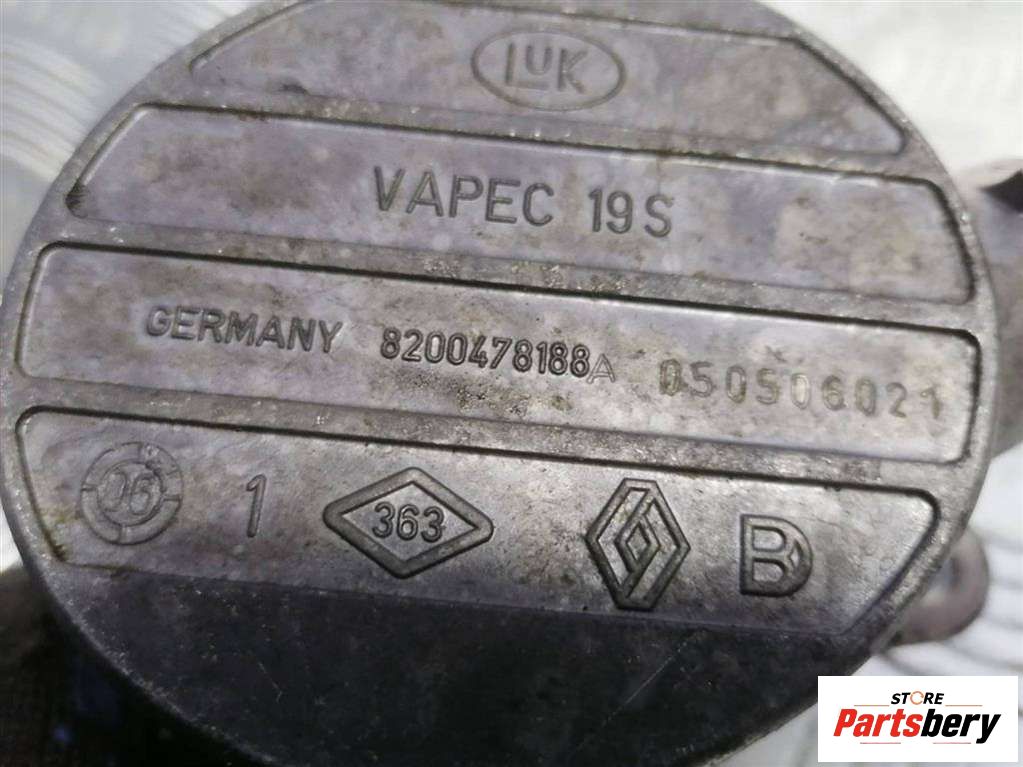 LuK
VAPEC 19S
GERMANY 8200478188A 050506021
06 1 363 B
STORE
Partsbery